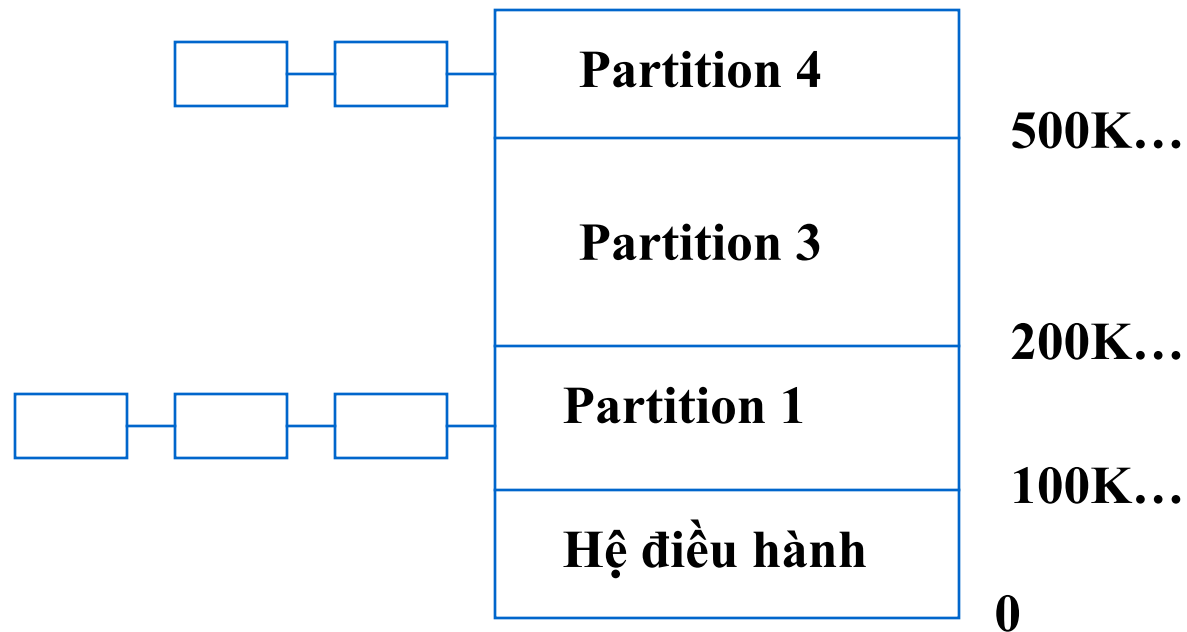 Partition 4
500K…
Partition 3
200K…
Partition 1
100K…
Hệ điều hành
0